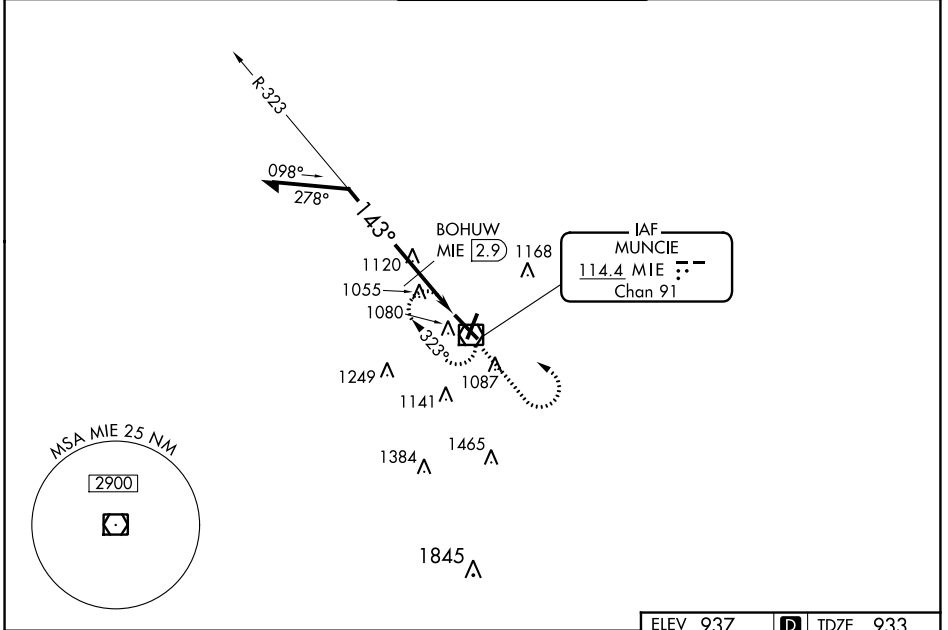 R-323
098°
278°
143°
BOHUW
MIE 2.9
1168
IAF
MUNCIE
114.4 MIE
Chan 91
1120
1055
1080
323°
1249
1087
1141
1465
1384
MSA MIE 25 NM
2900
1845
ELEV 937 D TDZE 933